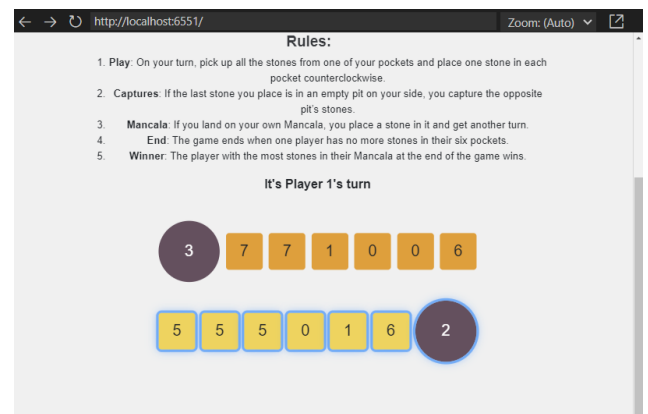 http://localhost:6551/ Zoom: (Auto)
Rules:
1. Play: On your turn, pick up all the stones from one of your pockets and place one stone in each
pocket counterclockwise.
2. Captures: If the last stone you place is in an empty pit on your side, you capture the opposite
pit's stones.
3. Mancala: If you land on your own Mancala, you place a stone in it and get another turn.
4. End: The game ends when one player has no more stones in their six pockets.
5. Winner: The player with the most stones in their Mancala at the end of the game wins.
It's Player 1's turn
3 7 7 1 0 0 6
5 5 5 0 1 6 2